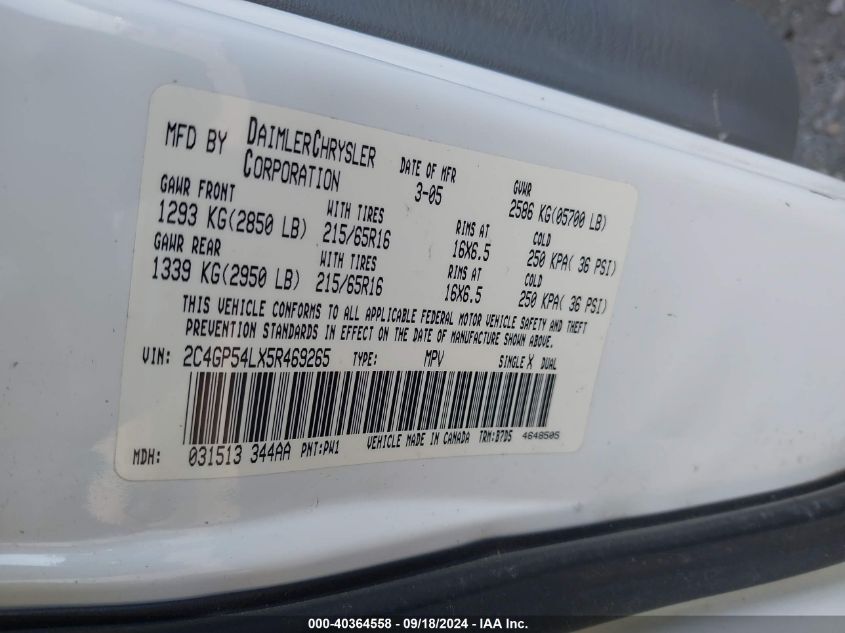 MFD BY DAIMLERCHRYSLER CORPORATION DATE OF MFR 3-05 GVWR 2586 KG(05700 LB)
GAWR FRONT WITH TIRES RIMS AT COLD
1293 KG(2850 LB) 215/65R16 16X6.5 250 KPA( 36 PSI)
GAWR REAR WITH TIRES RIMS AT COLD
1339 KG(2950 LB) 215/65R16 16X6.5 250 KPA( 36 PSI)
THIS VEHICLE CONFORMS TO ALL APPLICABLE FEDERAL MOTOR VEHICLE SAFETY AND THEFT
PREVENTION STANDARDS IN EFFECT ON THE DATE OF MANUFACTURE SHOWN ABOVE.
VIN: 2C4GP54LX5R469265 TYPE: MPV SINGLE X DUAL
MDH: 031513 344AA PNT:PW1 VEHICLE MADE IN CANADA TRM:B7D5 4648505
000-40364558 - 09/18/2024 - IAA Inc.